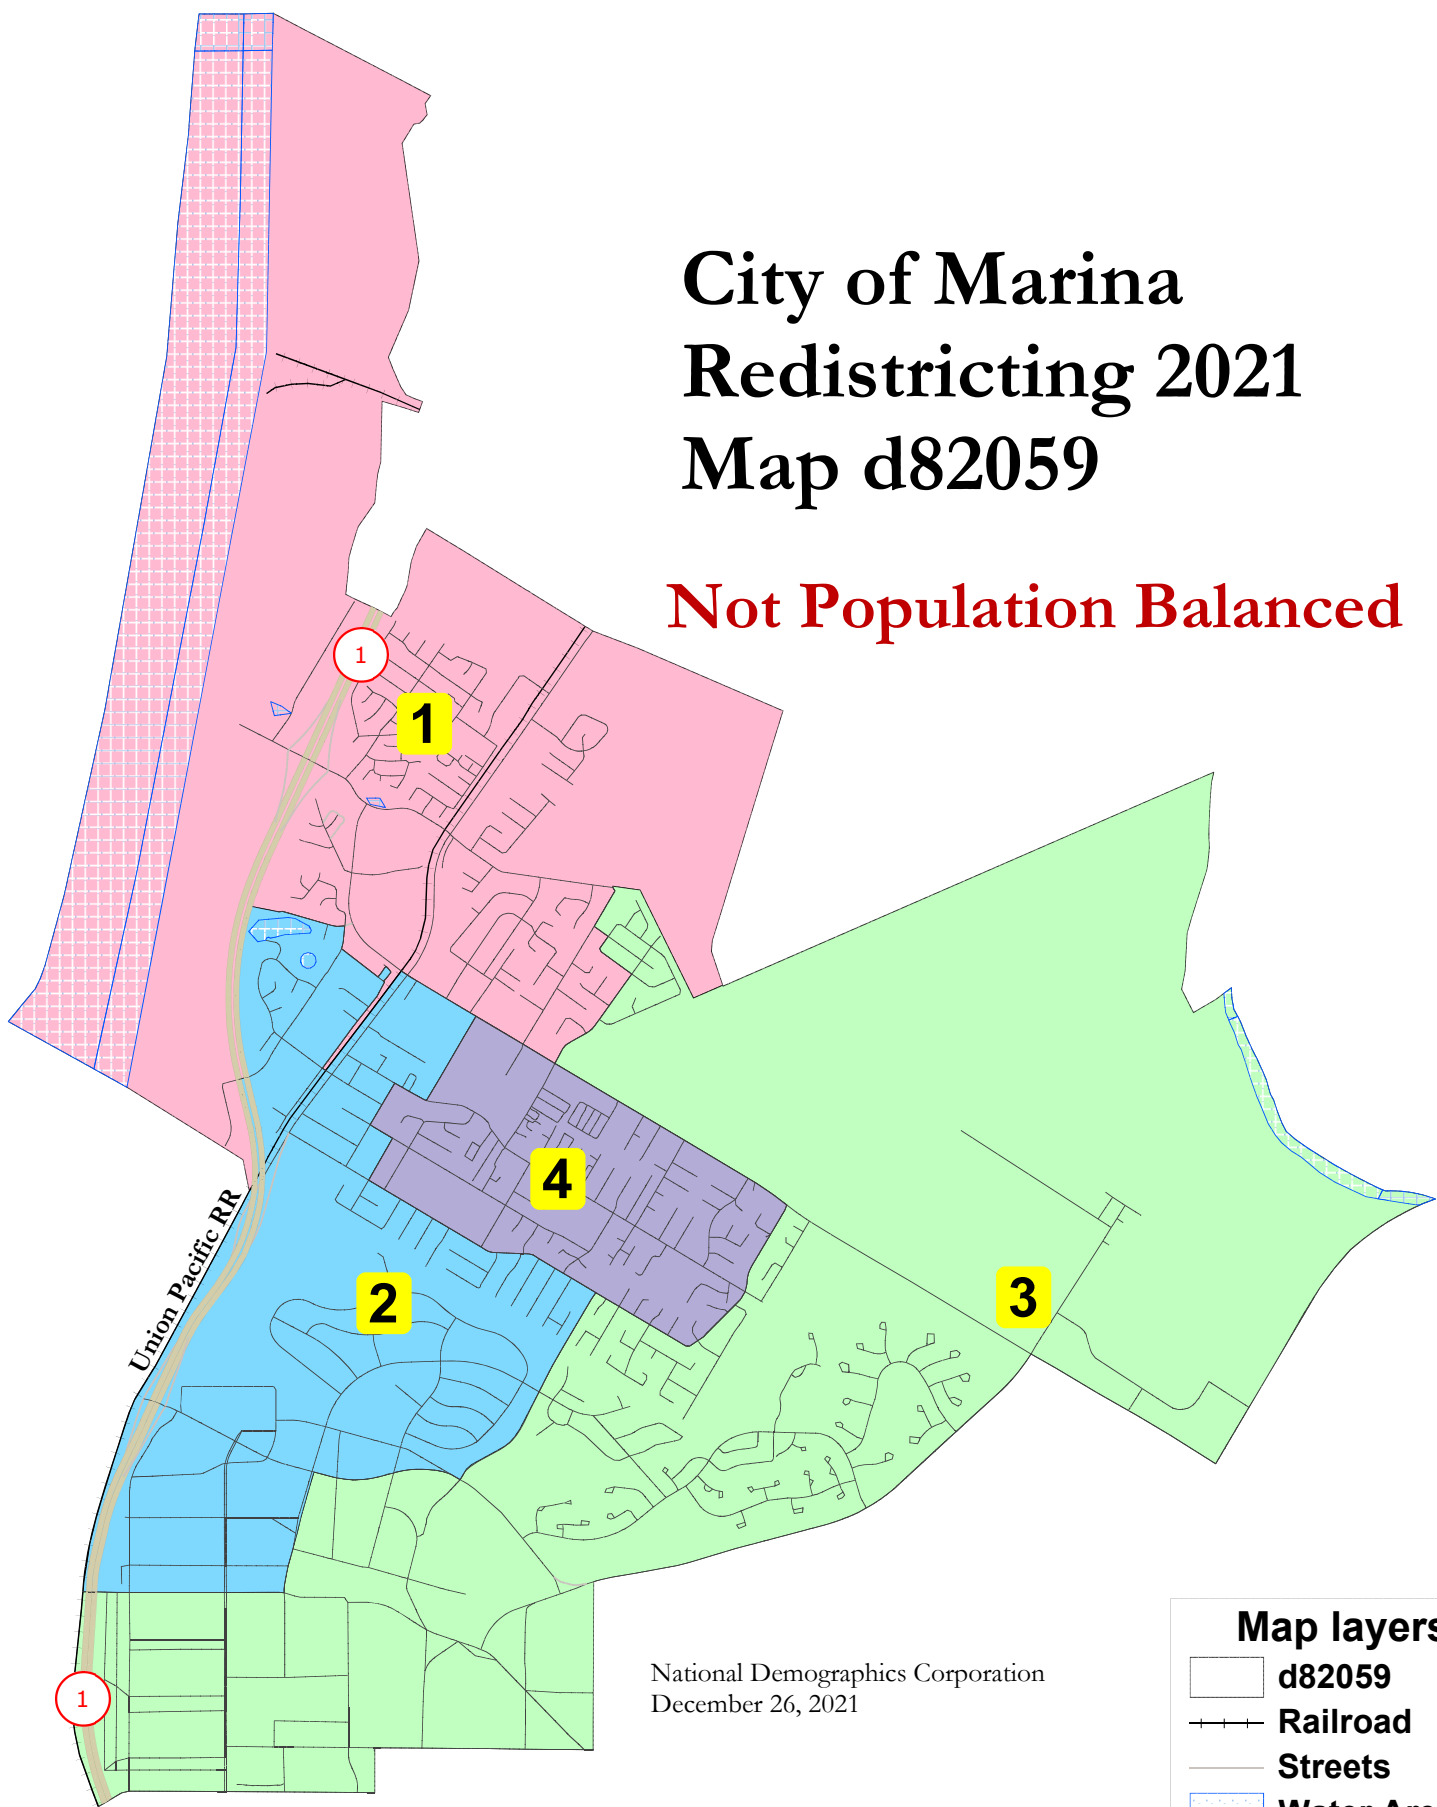 City of Marina
Redistricting 2021
Map d82059
Not Population Balanced
1
1
4
3
2
Union Pacific RR
1
National Demographics Corporation
December 26, 2021
Map layers
d82059
Railroad
Streets
Water